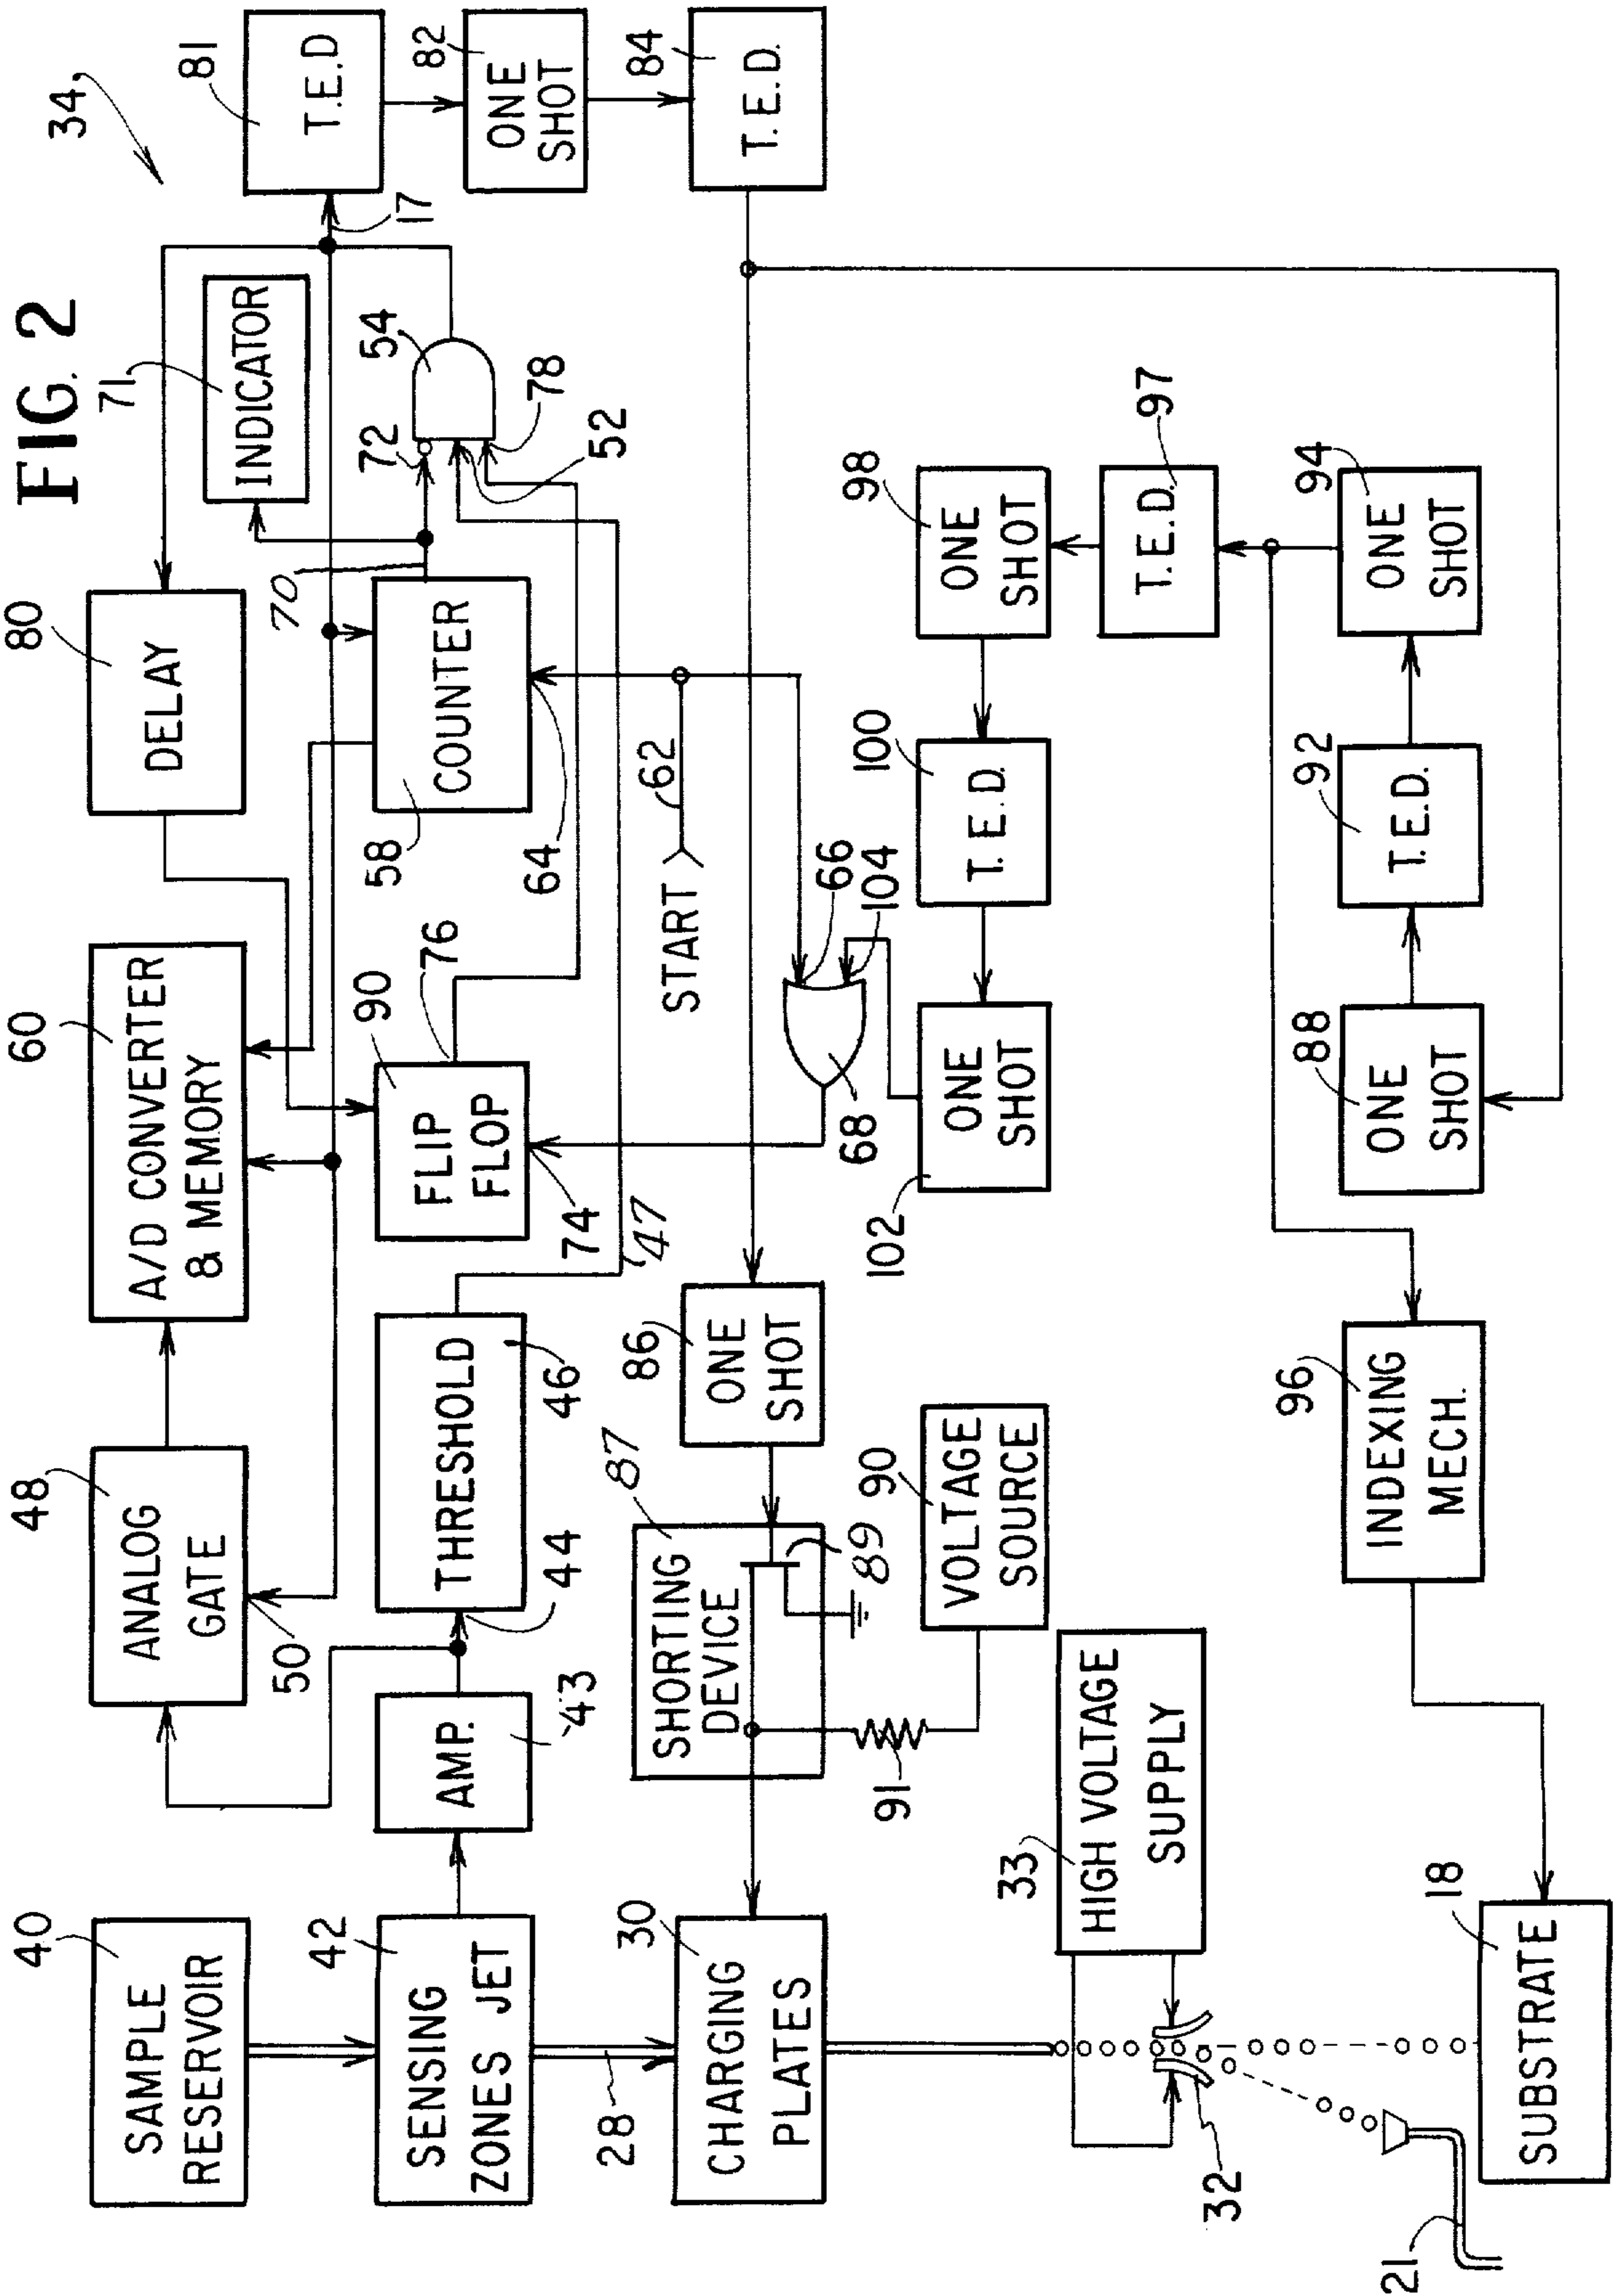 FIG. 2
34,
40
SAMPLE
RESERVOIR
48
ANALOG
GATE
50
60
A/D CONVERTER
& MEMORY
80
DELAY
71
INDICATOR
81
T.E.D
17
42
SENSING
ZONES JET
AMP.
43
44
THRESHOLD
46
47
90
FLIP
FLOP
74
76
58
COUNTER
64
70
72
54
52
78
82
ONE
SHOT
84
T.E.D.
28
30
CHARGING
PLATES
SHORTING
DEVICE
87
89
86
ONE
SHOT
68
66
104
START
62
91
90
VOLTAGE
SOURCE
102
ONE
SHOT
100
T.E.D.
98
ONE
SHOT
33
HIGH VOLTAGE
SUPPLY
32
97
T.E.D.
96
INDEXING
MECH.
88
ONE
SHOT
92
T.E.D.
94
ONE
SHOT
21
18
SUBSTRATE